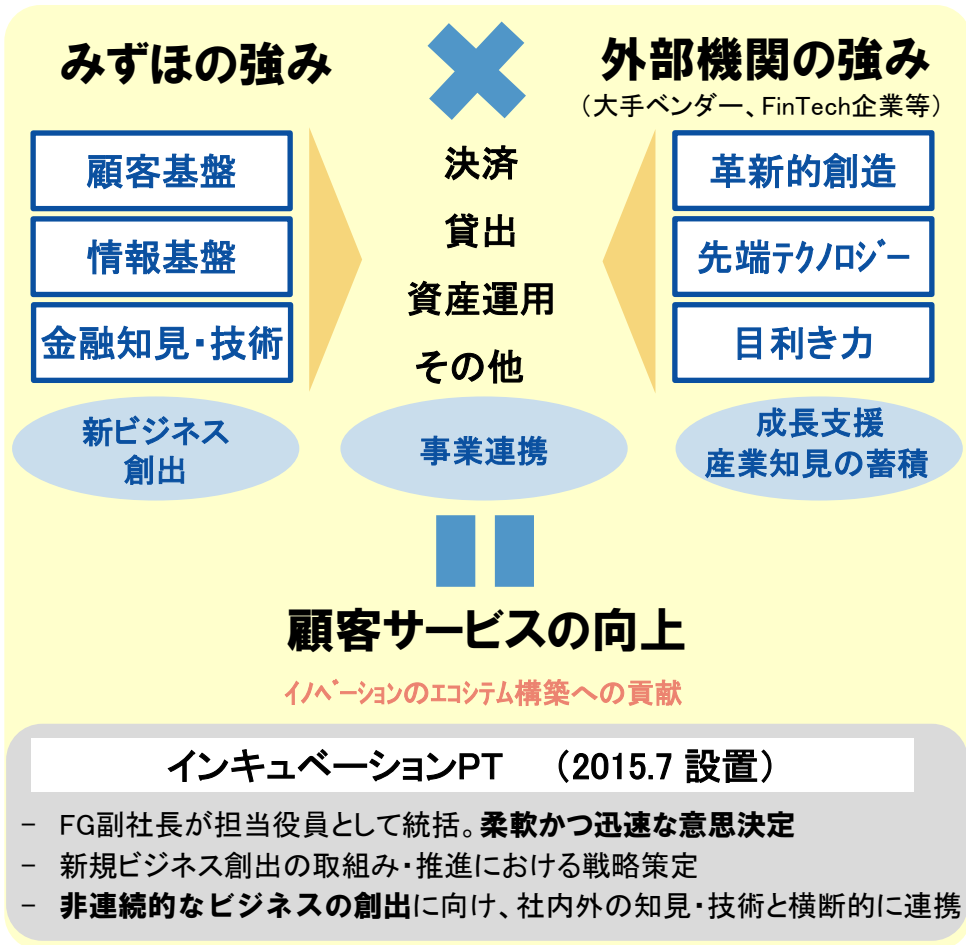 みずほの強み
外部機関の強み
（大手ベンダー、FinTech企業等）
顧客基盤
情報基盤
金融知見・技術
決済
貸出
資産運用
その他
革新的創造
先端ﾃｸﾉﾛｼﾞｰ
目利き力
新ビジネス
創出
事業連携
成長支援
産業知見の蓄積
顧客サービスの向上
ｲﾉﾍﾞｰｼｮﾝのｴｺｼﾃﾑ構築への貢献
インキュベーションPT （2015.7 設置）
- FG副社長が担当役員として統括。柔軟かつ迅速な意思決定
- 新規ビジネス創出の取組み・推進における戦略策定
- 非連続的なビジネスの創出に向け、社内外の知見・技術と横断的に連携